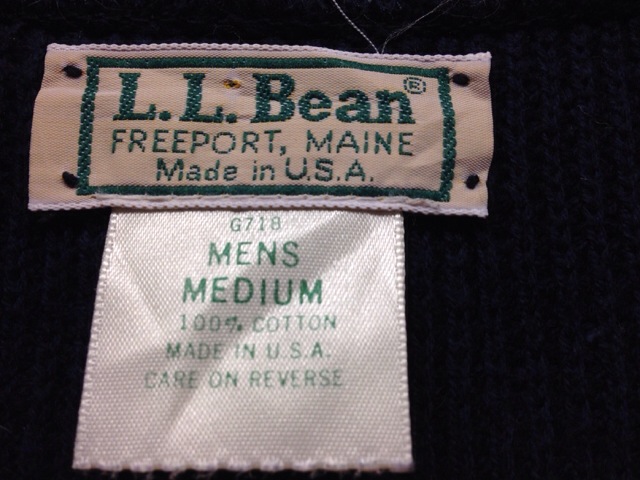 L.L. Bean®
FREEPORT, MAINE
Made in U.S.A.
G718
MENS
MEDIUM
100% COTTON
MADE IN U.S.A.
CARE ON REVERSE